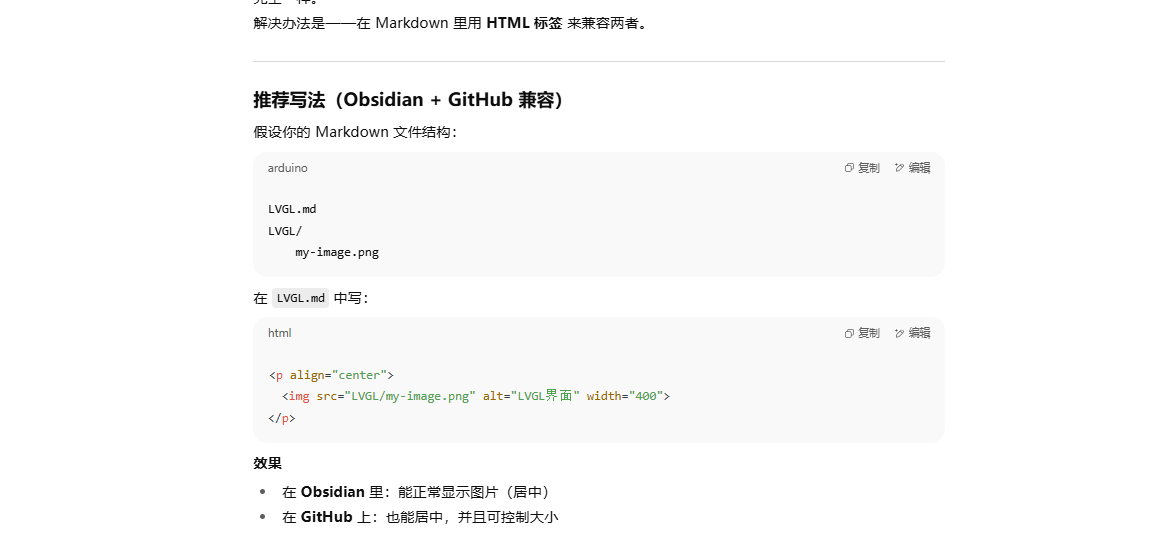 解决办法是——在 Markdown 里用 HTML 标签 来兼容两者。
推荐写法（Obsidian + GitHub 兼容）
假设你的 Markdown 文件结构：
arduino 复制 编辑
LVGL.md
LVGL/
    my-image.png
在 LVGL.md 中写：
html 复制 编辑
<p align="center">
  <img src="LVGL/my-image.png" alt="LVGL界面" width="400">
</p>
效果
在 Obsidian 里：能正常显示图片（居中）
在 GitHub 上：也能居中，并且可控制大小